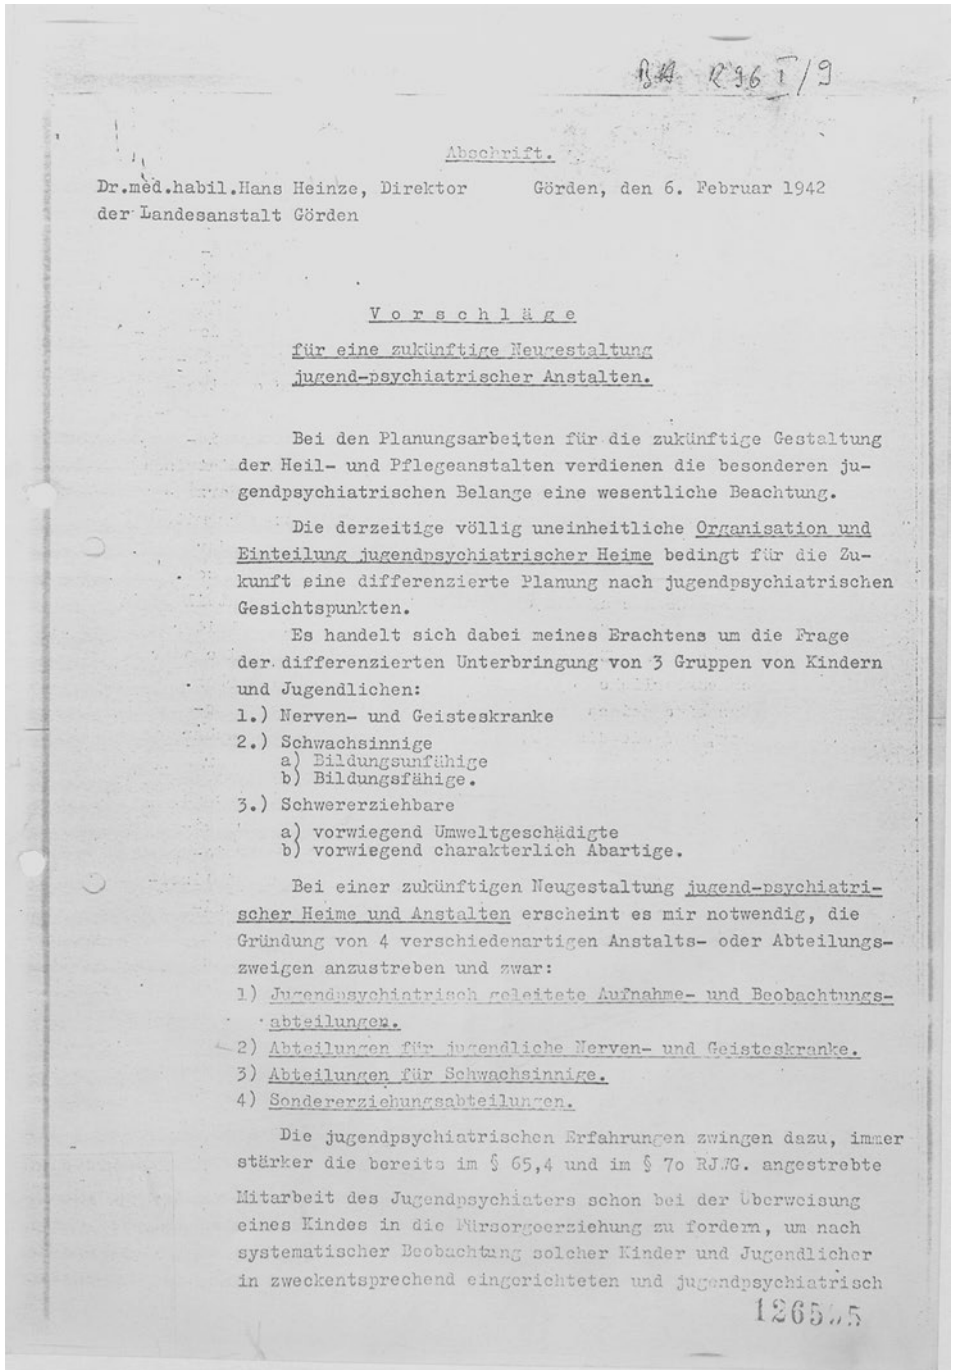 BA R 96 I/9
Abschrift.
Dr.med.habil.Hans Heinze, Direktor Görden, den 6. Februar 1942
der Landesanstalt Görden
V o r s c h l ä g e
für eine zukünftige Neugestaltung
jugend-psychiatrischer Anstalten.
Bei den Planungsarbeiten für die zukünftige Gestaltung
der Heil- und Pflegeanstalten verdienen die besonderen ju-
gendpsychiatrischen Belange eine wesentliche Beachtung.
Die derzeitige völlig uneinheitliche Organisation und
Einteilung jugendpsychiatrischer Heime bedingt für die Zu-
kunft eine differenzierte Planung nach jugendpsychiatrischen
Gesichtspunkten.
Es handelt sich dabei meines Erachtens um die Frage
der differenzierten Unterbringung von 3 Gruppen von Kindern
und Jugendlichen:
1.) Nerven- und Geisteskranke
2.) Schwachsinnige
a) Bildungsunfähige
b) Bildungsfähige.
3.) Schwererziehbare
a) vorwiegend Umweltgeschädigte
b) vorwiegend charakterlich Abartige.
Bei einer zukünftigen Neugestaltung jugend-psychiatri-
scher Heime und Anstalten erscheint es mir notwendig, die
Gründung von 4 verschiedenartigen Anstalts- oder Abteilungs-
zweigen anzustreben und zwar:
1) Jugendpsychiatrisch geleitete Aufnahme- und Beobachtungs-
abteilungen.
2) Abteilungen für jugendliche Nerven- und Geisteskranke.
3) Abteilungen für Schwachsinnige.
4) Sondererziehungsabteilungen.
Die jugendpsychiatrischen Erfahrungen zwingen dazu, immer
stärker die bereits im § 65,4 und im § 7o RJWG. angestrebte
Mitarbeit des Jugendpsychiaters schon bei der Überweisung
eines Kindes in die Fürsorgeerziehung zu fordern, um nach
systematischer Beobachtung solcher Kinder und Jugendlicher
in zweckentsprechend eingerichteten und jugendpsychiatrisch